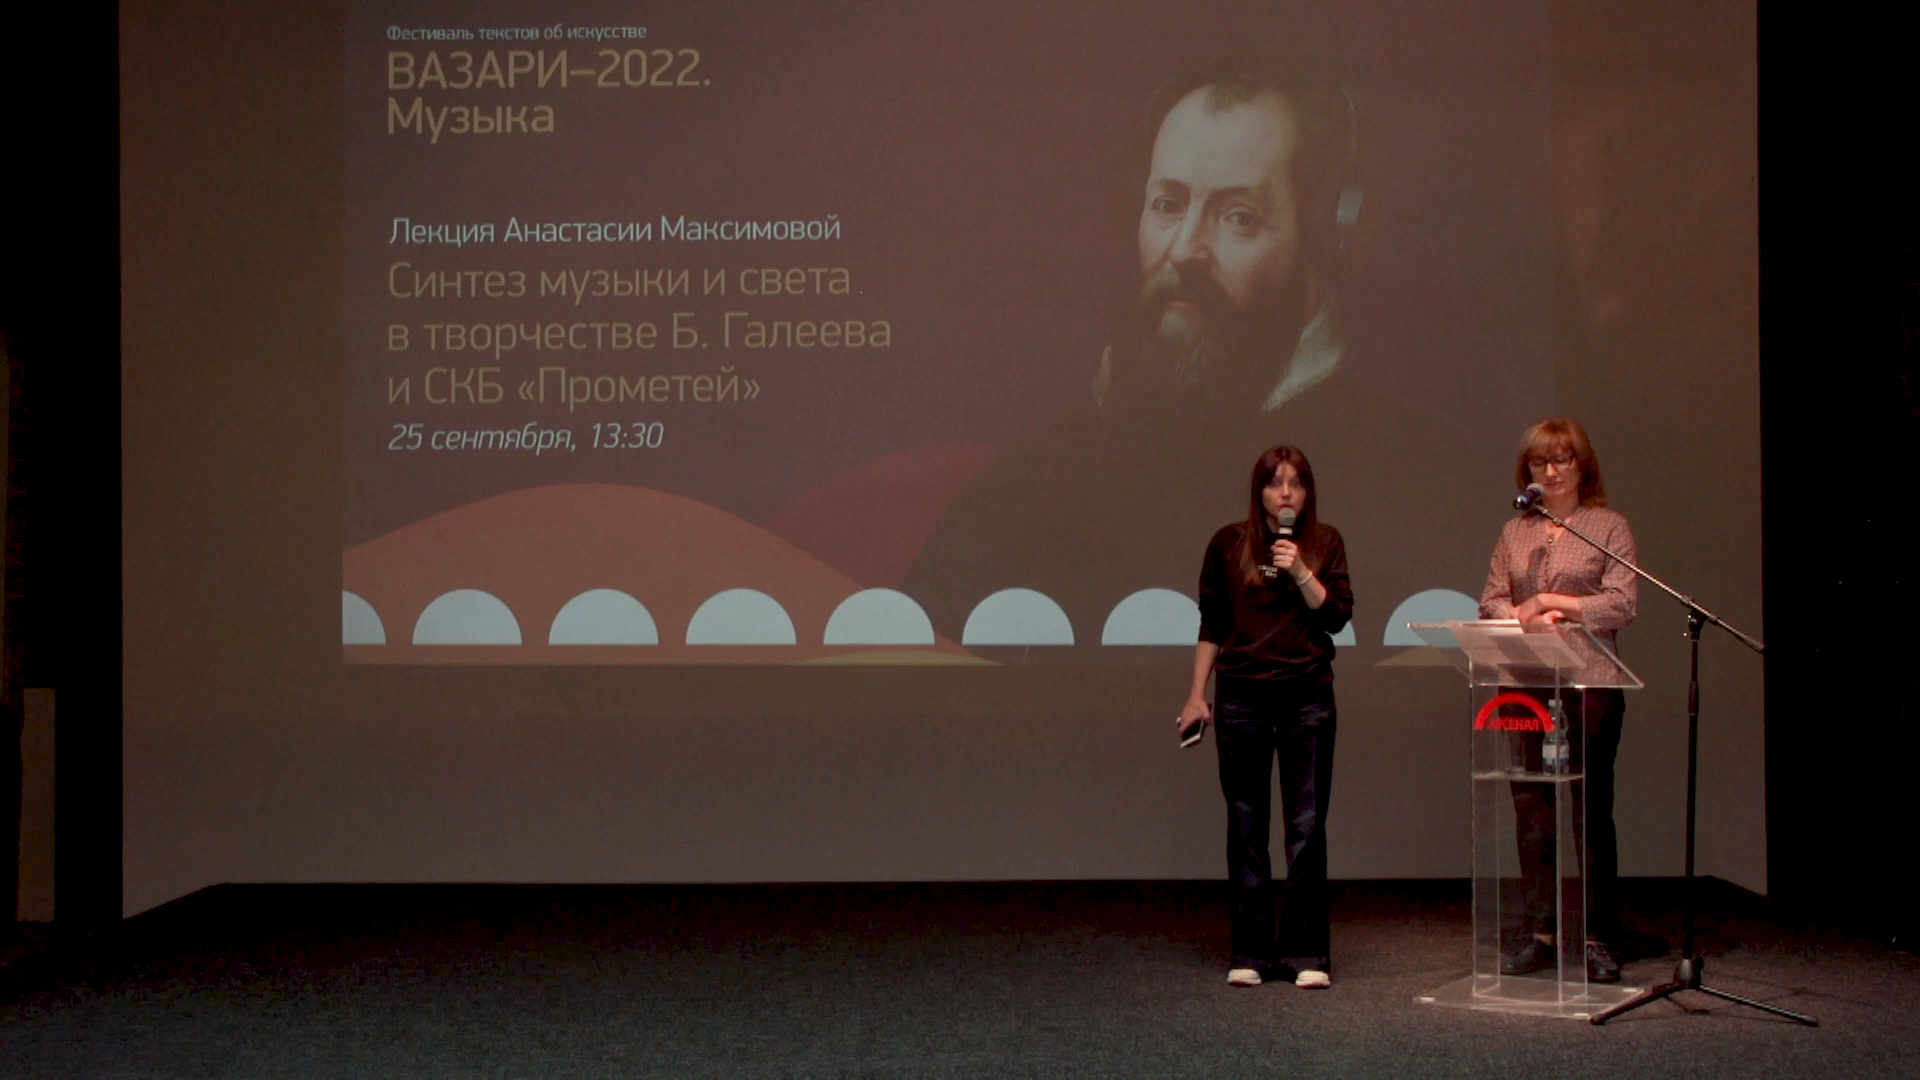 Фестиваль текстов об искусстве
ВАЗАРИ–2022.
Музыка
Лекция Анастасии Максимовой
Синтез музыки и света
в творчестве Б. Галеева
и СКБ «Прометей»
25 сентября, 13:30
АРСЕНАЛ